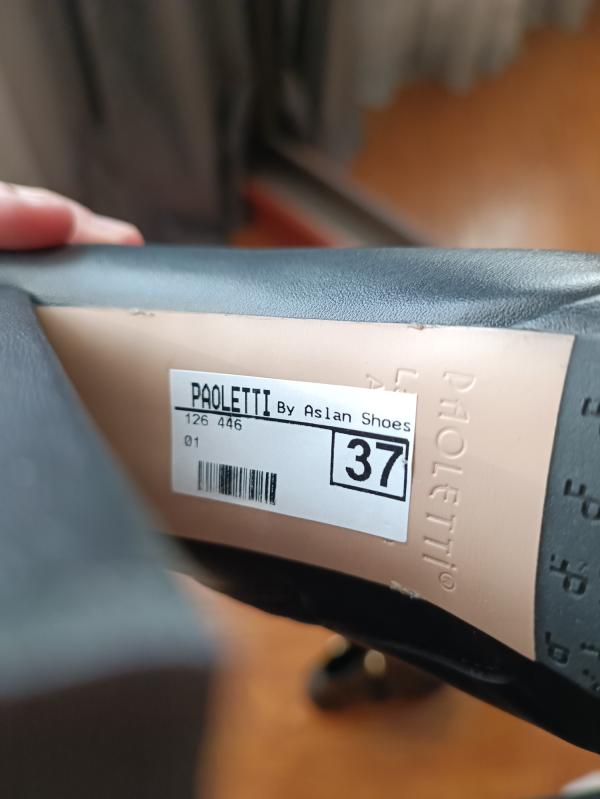 PAOLETTI By Aslan Shoes
126 446
01
37
PAOLETTI©